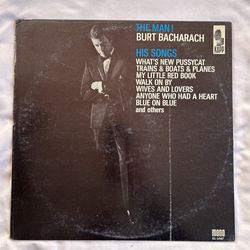 THE MAN!
BURT BACHARACH
KAPP
HIS SONGS
WHAT'S NEW PUSSYCAT
TRAINS & BOATS & PLANES
MY LITTLE RED BOOK
WALK ON BY
WIVES AND LOVERS
ANYONE WHO HAD A HEART
BLUE ON BLUE
and others
mono